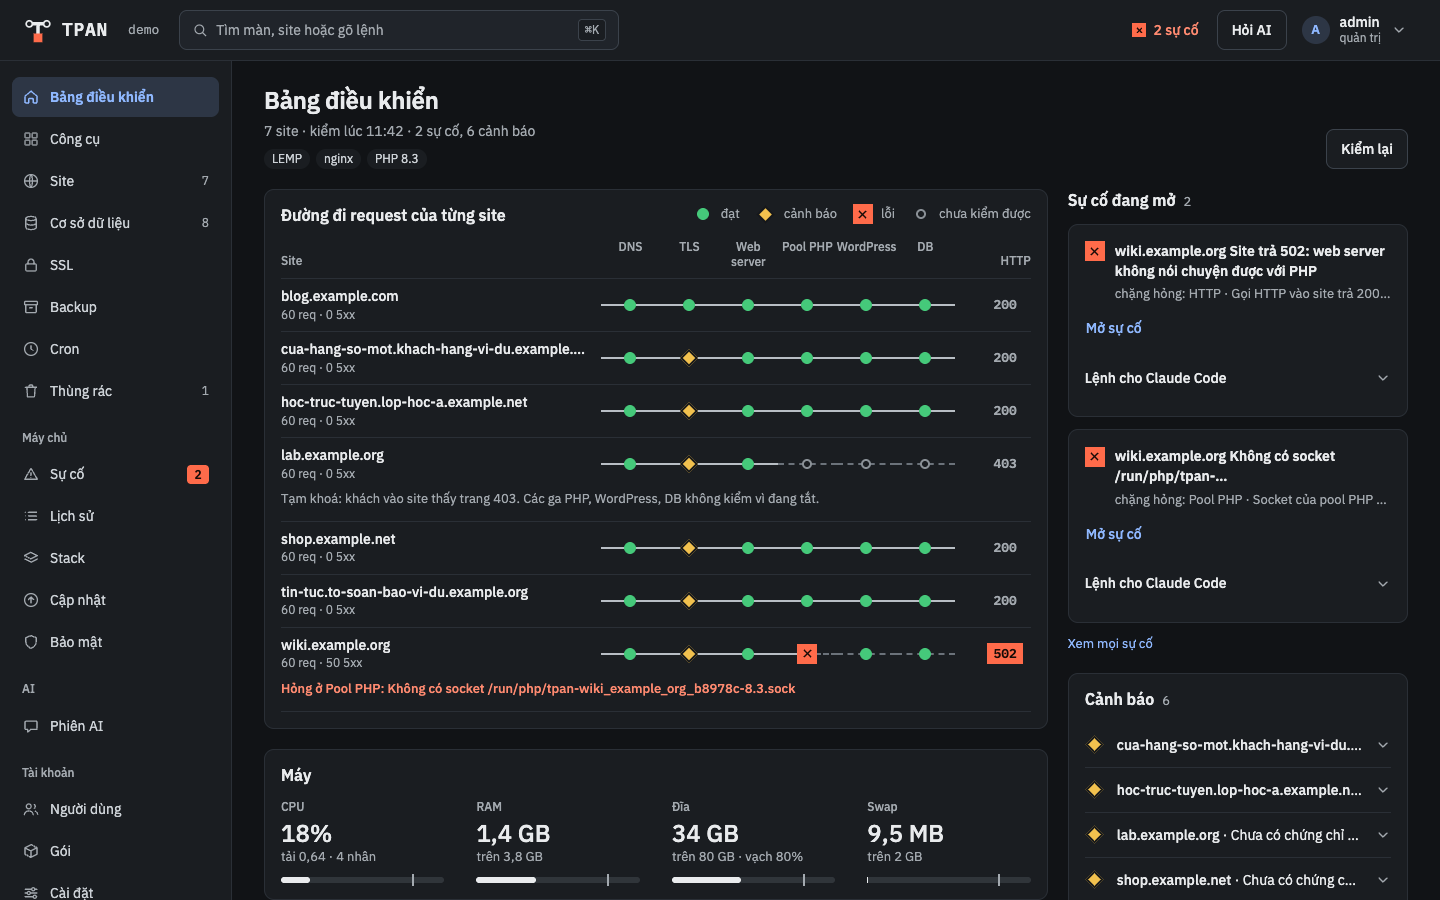 TPAN demo
Tìm màn, site hoặc gõ lệnh
⌘K
2 sự cố
Hỏi AI
A
admin
quản trị
Bảng điều khiển
Công cụ
Site 7
Cơ sở dữ liệu 8
SSL
Backup
Cron
Thùng rác 1
Máy chủ
Sự cố 2
Lịch sử
Stack
Cập nhật
Bảo mật
AI
Phiên AI
Tài khoản
Người dùng
Gói
Cài đặt
Bảng điều khiển
7 site · kiểm lúc 11:42 · 2 sự cố, 6 cảnh báo
LEMP nginx PHP 8.3
Kiểm lại
Đường đi request của từng site
đạt cảnh báo lỗi chưa kiểm được
Site DNS TLS Web server Pool PHP WordPress DB HTTP
blog.example.com
60 req · 0 5xx
200
cua-hang-so-mot.khach-hang-vi-du.example....
60 req · 0 5xx
200
hoc-truc-tuyen.lop-hoc-a.example.net
60 req · 0 5xx
200
lab.example.org
60 req · 0 5xx
403
Tạm khoá: khách vào site thấy trang 403. Các ga PHP, WordPress, DB không kiểm vì đang tắt.
shop.example.net
60 req · 0 5xx
200
tin-tuc.to-soan-bao-vi-du.example.org
60 req · 0 5xx
200
wiki.example.org
60 req · 50 5xx
502
Hỏng ở Pool PHP: Không có socket /run/php/tpan-wiki_example_org_b8978c-8.3.sock
Máy
CPU
18%
tải 0,64 · 4 nhân
RAM
1,4 GB
trên 3,8 GB
Đĩa
34 GB
trên 80 GB · vạch 80%
Swap
9,5 MB
trên 2 GB
Sự cố đang mở 2
wiki.example.org Site trả 502: web server
không nói chuyện được với PHP
chặng hỏng: HTTP · Gọi HTTP vào site trả 200...
Mở sự cố
Lệnh cho Claude Code
wiki.example.org Không có socket
/run/php/tpan-...
chặng hỏng: Pool PHP · Socket của pool PHP ...
Mở sự cố
Lệnh cho Claude Code
Xem mọi sự cố
Cảnh báo 6
cua-hang-so-mot.khach-hang-vi-du....
hoc-truc-tuyen.lop-hoc-a.example.n...
lab.example.org · Chưa có chứng chỉ ...
shop.example.net · Chưa có chứng c...